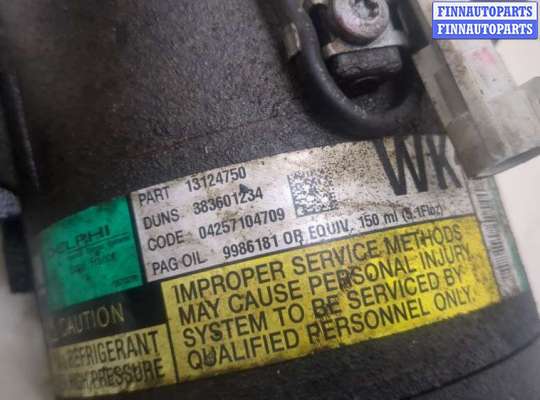 FINNAUTOPARTS
FINNAUTOPARTS
WK
PART 13124750
DUNS 383601234
CODE 04257104709
PAG OIL 9986181 OR EQUIV. 150 ml (5.1Floz)
DELPHI
CAUTION
REFRIGERANT
HIGH PRESSURE
IMPROPER SERVICE METHODS
MAY CAUSE PERSONAL INJURY.
SYSTEM TO BE SERVICED BY
QUALIFIED PERSONNEL ONLY.